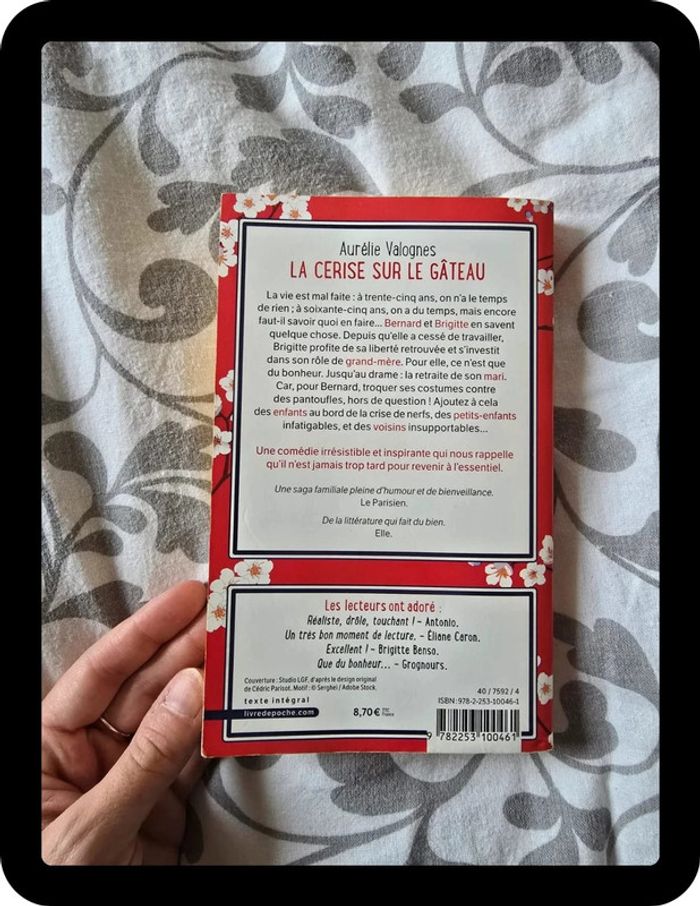 Aurélie Valognes
LA CERISE SUR LE GÂTEAU
La vie est mal faite : à trente-cinq ans, on n'a le temps
de rien ; à soixante-cinq ans, on a du temps, mais encore
faut-il savoir quoi en faire... Bernard et Brigitte en savent
quelque chose. Depuis qu'elle a cessé de travailler,
Brigitte profite de sa liberté retrouvée et s'investit
dans son rôle de grand-mère. Pour elle, ce n'est que
du bonheur. Jusqu'au drame : la retraite de son mari.
Car, pour Bernard, troquer ses costumes contre
des pantoufles, hors de question ! Ajoutez à cela
des enfants au bord de la crise de nerfs, des petits-enfants
infatigables, et des voisins insupportables...
Une comédie irrésistible et inspirante qui nous rappelle
qu'il n'est jamais trop tard pour revenir à l'essentiel.
Une saga familiale pleine d'humour et de bienveillance.
Le Parisien.
De la littérature qui fait du bien.
Elle.
Les lecteurs ont adoré :
Réaliste, drôle, touchant ! – Antonio.
Un très bon moment de lecture. – Éliane Caron.
Excellent ! – Brigitte Benso.
Que du bonheur... – Grognours.
Couverture : Studio LGF, d'après le design original
de Cédric Parisot. Motif : © Serghei / Adobe Stock.
texte intégral
livredepoche.com
8,70 €
France
40 / 7592 / 4
ISBN : 978-2-253-10046-1
9 782253 100461